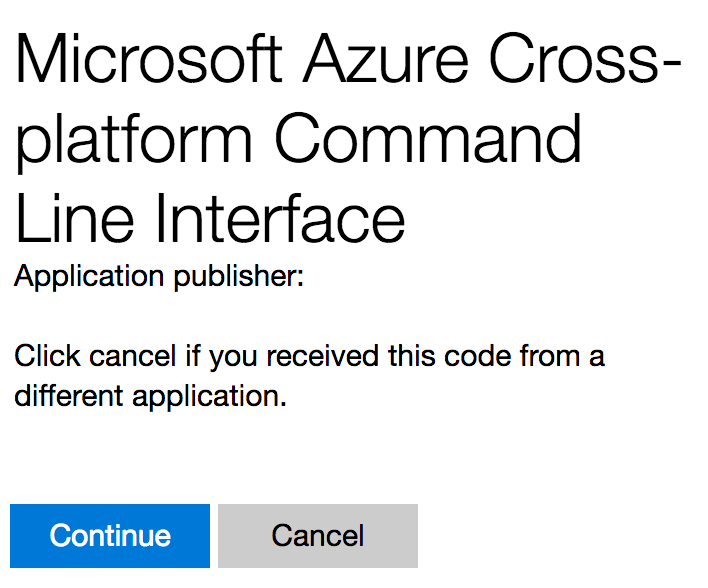 Microsoft Azure Cross-
platform Command
Line Interface
Application publisher:
Click cancel if you received this code from a
different application.
Continue
Cancel